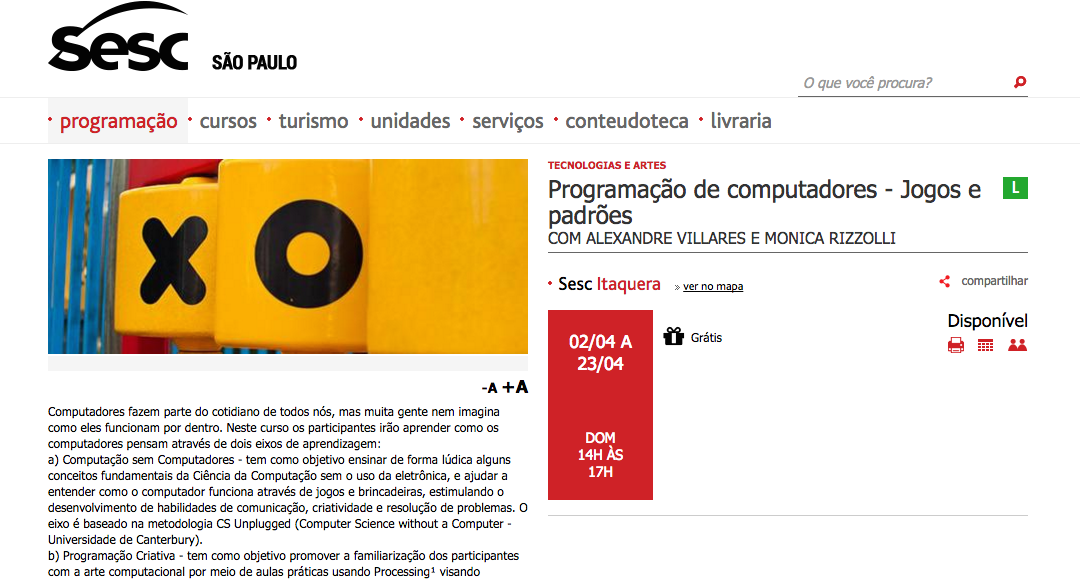 Sesc SÃO PAULO
O que você procura?
programação
cursos
turismo
unidades
serviços
conteudoteca
livraria
XO
TECNOLOGIAS E ARTES
Programação de computadores - Jogos e
padrões
L
COM ALEXANDRE VILLARES E MONICA RIZZOLLI
Sesc Itaquera » ver no mapa
compartilhar
02/04 A
23/04
DOM
14H ÀS
17H
Grátis
Disponível
-A +A
Computadores fazem parte do cotidiano de todos nós, mas muita gente nem imagina
como eles funcionam por dentro. Neste curso os participantes irão aprender como os
computadores pensam através de dois eixos de aprendizagem:
a) Computação sem Computadores - tem como objetivo ensinar de forma lúdica alguns
conceitos fundamentais da Ciência da Computação sem o uso da eletrônica, e ajudar a
entender como o computador funciona através de jogos e brincadeiras, estimulando o
desenvolvimento de habilidades de comunicação, criatividade e resolução de problemas. O
eixo é baseado na metodologia CS Unplugged (Computer Science without a Computer -
Universidade de Canterbury).
b) Programação Criativa - tem como objetivo promover a familiarização dos participantes
com a arte computacional por meio de aulas práticas usando Processing¹ visando